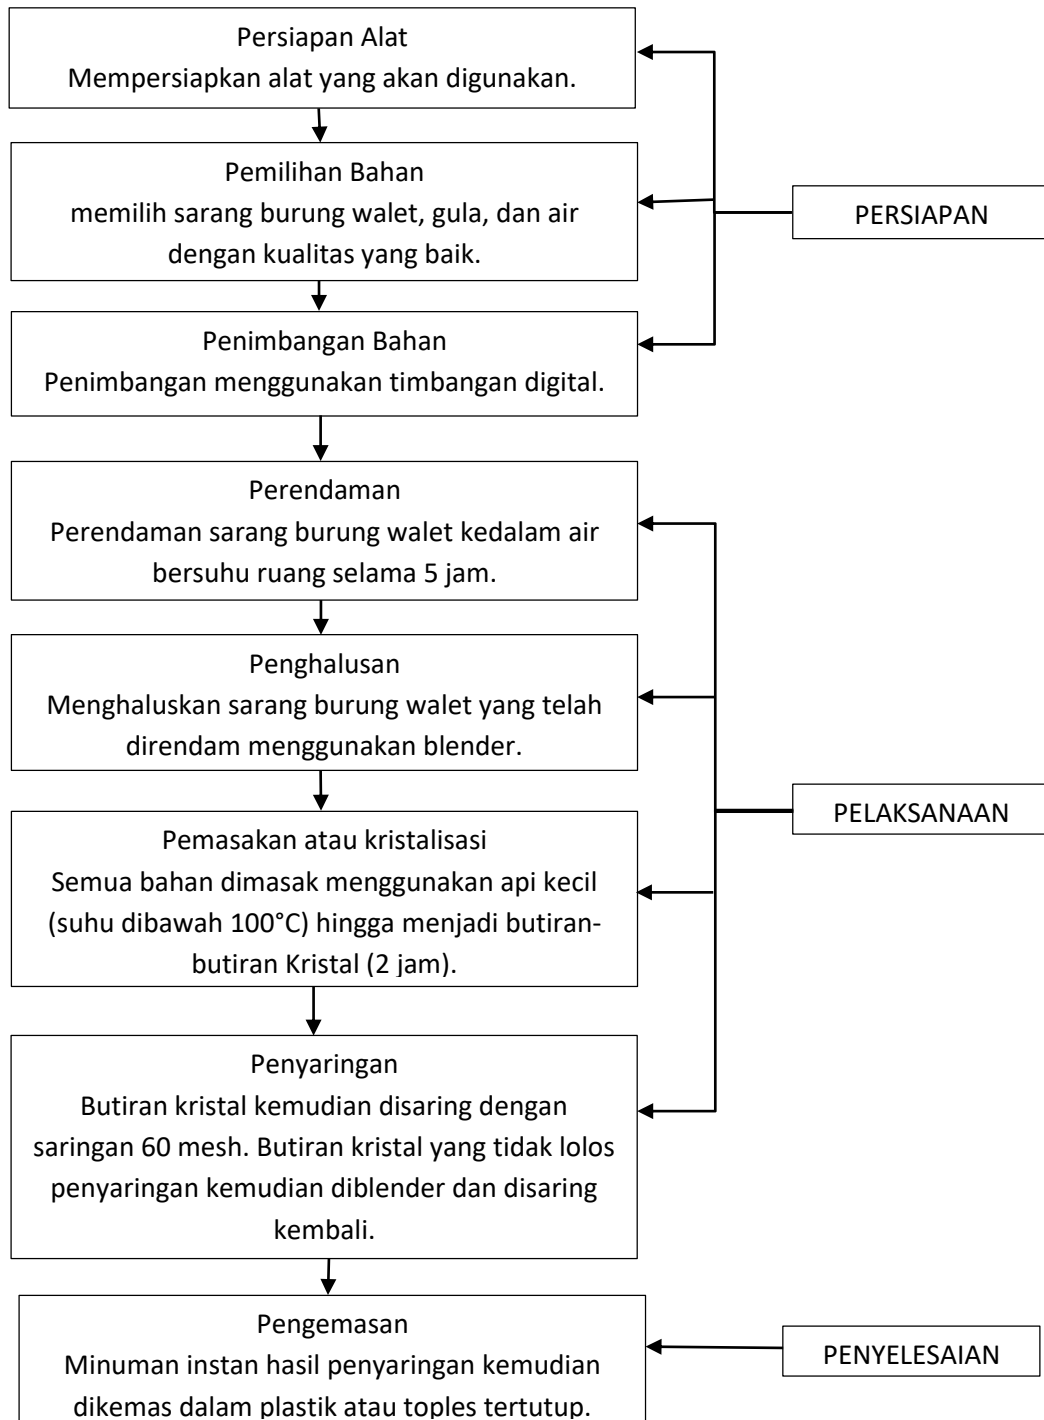 Persiapan Alat
Mempersiapkan alat yang akan digunakan.
Pemilihan Bahan
memilih sarang burung walet, gula, dan air
dengan kualitas yang baik.
PERSIAPAN
Penimbangan Bahan
Penimbangan menggunakan timbangan digital.
Perendaman
Perendaman sarang burung walet kedalam air
bersuhu ruang selama 5 jam.
Penghalusan
Menghaluskan sarang burung walet yang telah
direndam menggunakan blender.
PELAKSANAAN
Pemasakan atau kristalisasi
Semua bahan dimasak menggunakan api kecil
(suhu dibawah 100°C) hingga menjadi butiran-
butiran Kristal (2 jam).
Penyaringan
Butiran kristal kemudian disaring dengan
saringan 60 mesh. Butiran kristal yang tidak lolos
penyaringan kemudian diblender dan disaring
kembali.
Pengemasan
Minuman instan hasil penyaringan kemudian
dikemas dalam plastik atau toples tertutup.
PENYELESAIAN